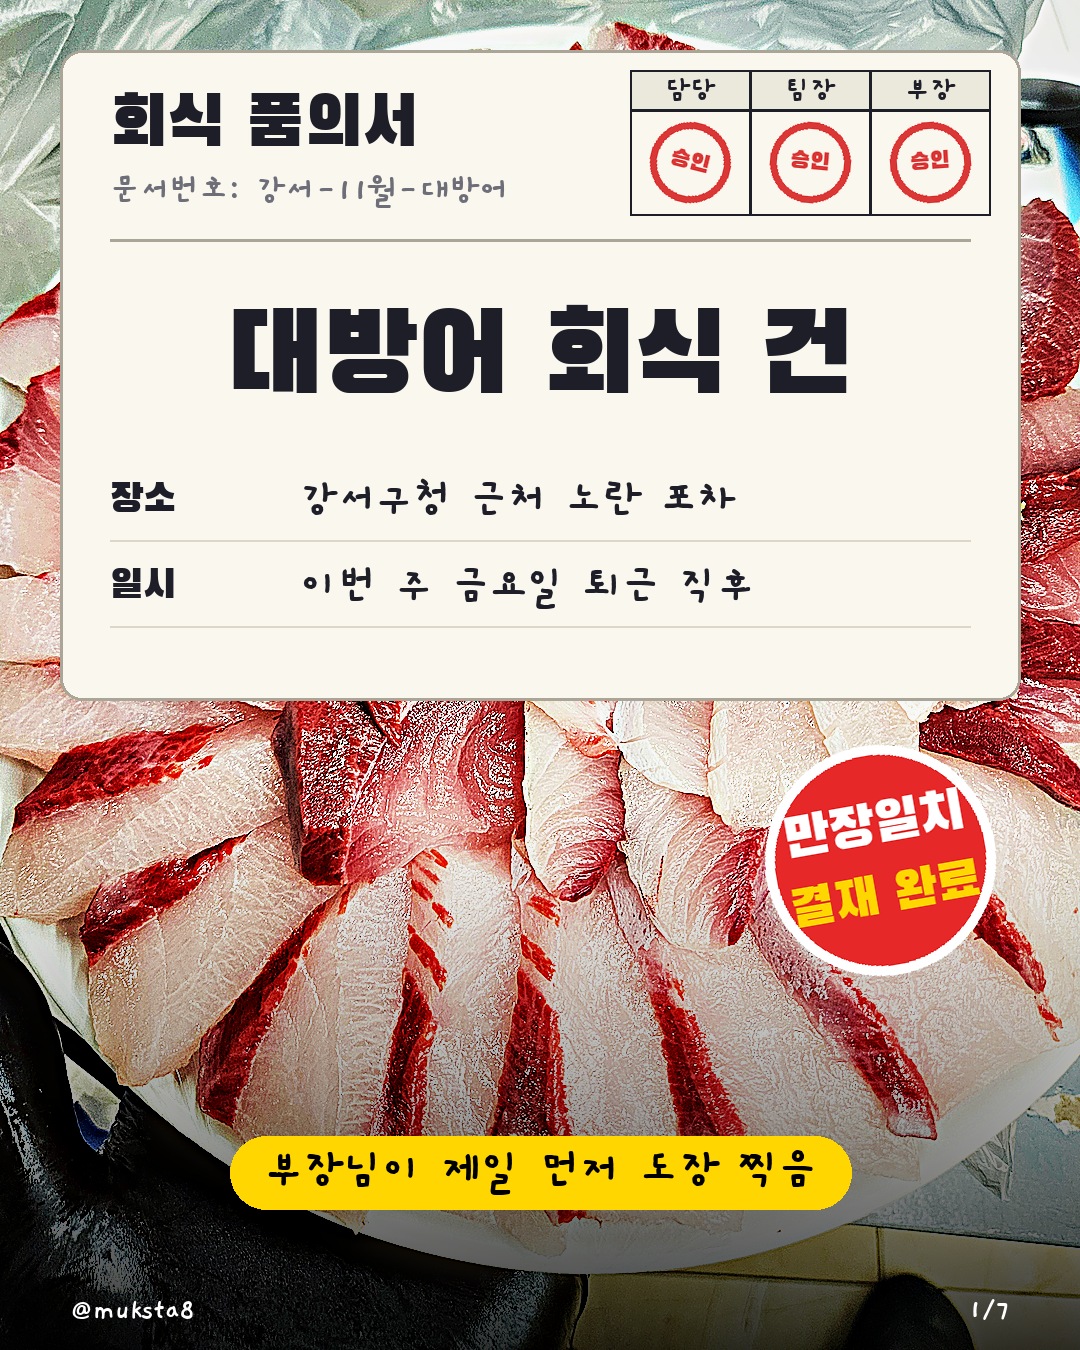 회식 품의서
문서번호: 강서-11월-대방어
담당 팀장 부장
승인 승인 승인
대방어 회식 건
장소 강서구청 근처 노란 포차
일시 이번 주 금요일 퇴근 직후
만장일치
결재 완료
부장님이 제일 먼저 도장 찍음
@muksta8
1/7